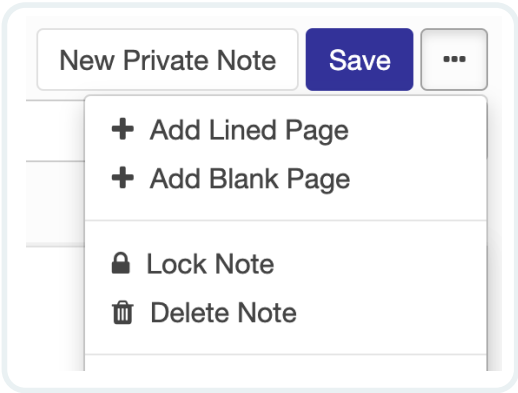 New Private Note Save ...
Add Lined Page
Add Blank Page
Lock Note
Delete Note